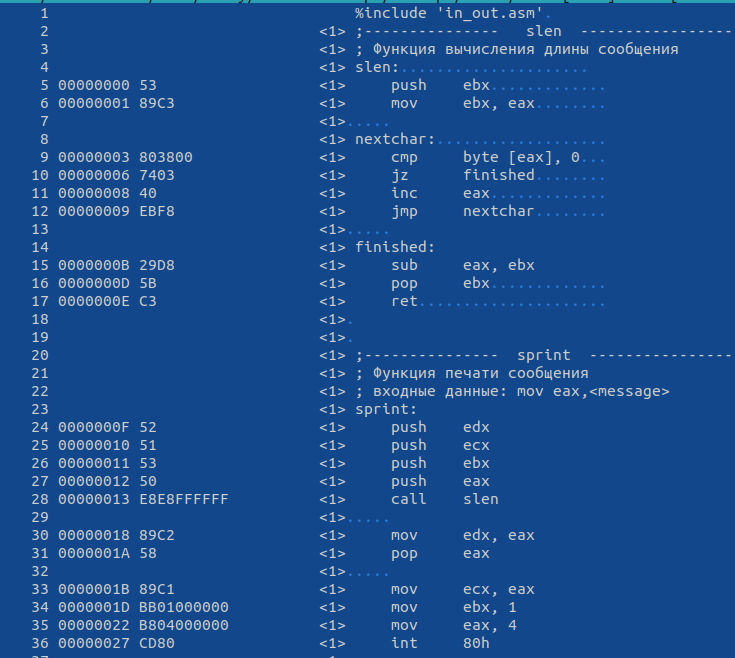 1 %include 'in_out.asm'
2 <1> ;--------------- slen -----------------
3 <1> ; Функция вычисления длины сообщения
4 <1> slen:
5 00000000 53 <1> push ebx
6 00000001 89C3 <1> mov ebx, eax
7 <1>
8 <1> nextchar:
9 00000003 803800 <1> cmp byte [eax], 0
10 00000006 7403 <1> jz finished
11 00000008 40 <1> inc eax
12 00000009 EBF8 <1> jmp nextchar
13 <1>
14 <1> finished:
15 0000000B 29D8 <1> sub eax, ebx
16 0000000D 5B <1> pop ebx
17 0000000E C3 <1> ret
18 <1>
19 <1>
20 <1> ;--------------- sprint ----------------
21 <1> ; Функция печати сообщения
22 <1> ; входные данные: mov eax,<message>
23 <1> sprint:
24 0000000F 52 <1> push edx
25 00000010 51 <1> push ecx
26 00000011 53 <1> push ebx
27 00000012 50 <1> push eax
28 00000013 E8E8FFFFFF <1> call slen
29 <1>
30 00000018 89C2 <1> mov edx, eax
31 0000001A 58 <1> pop eax
32 <1>
33 0000001B 89C1 <1> mov ecx, eax
34 0000001D BB01000000 <1> mov ebx, 1
35 00000022 B804000000 <1> mov eax, 4
36 00000027 CD80 <1> int 80h